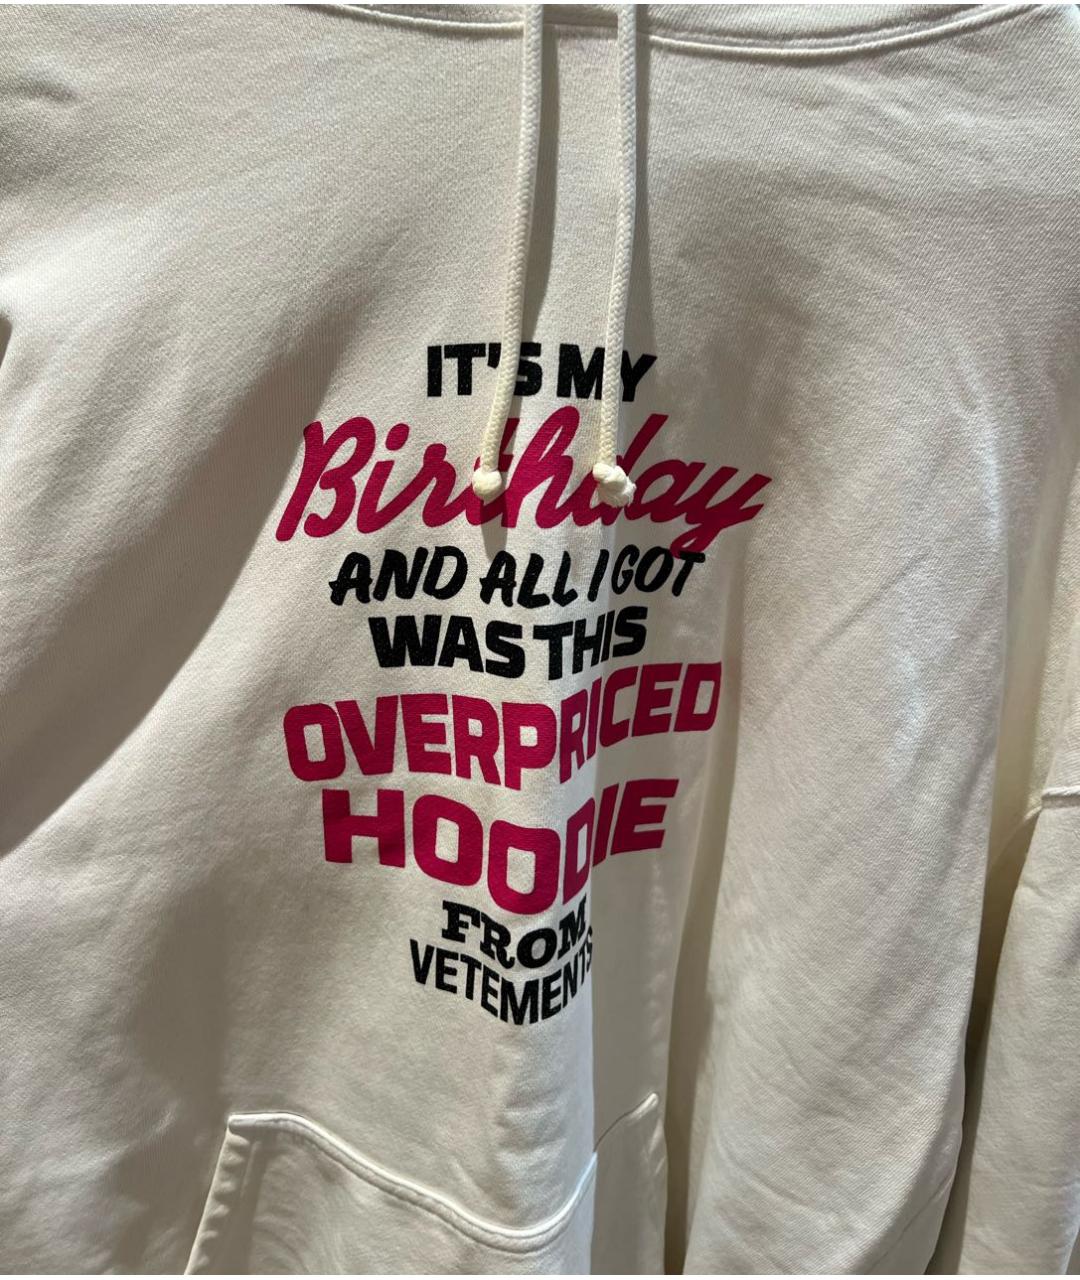 IT'S MY
Birthday
AND ALL I GOT
WAS THIS
OVERPRICED
HOODIE
FROM
VETEMENTS